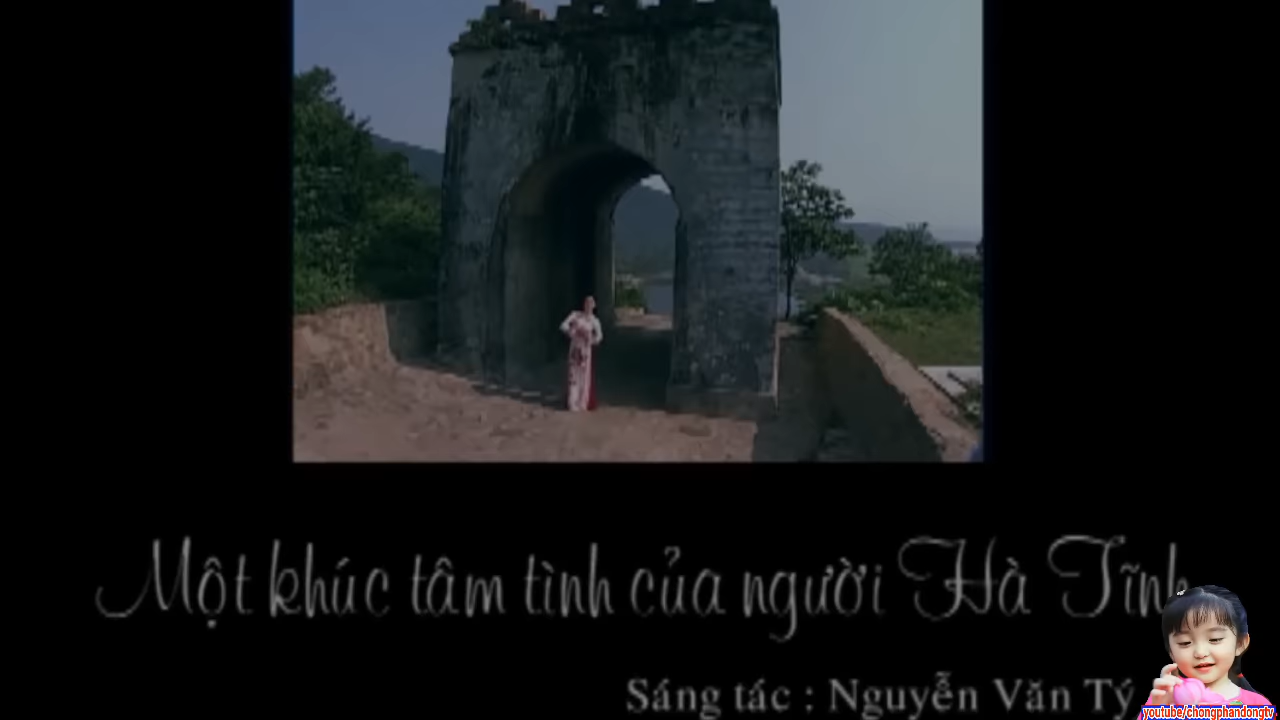 Một khúc tâm tình của người Hà Tĩnh
Sáng tác : Nguyễn Văn Tý
youtube/chongphandongtv